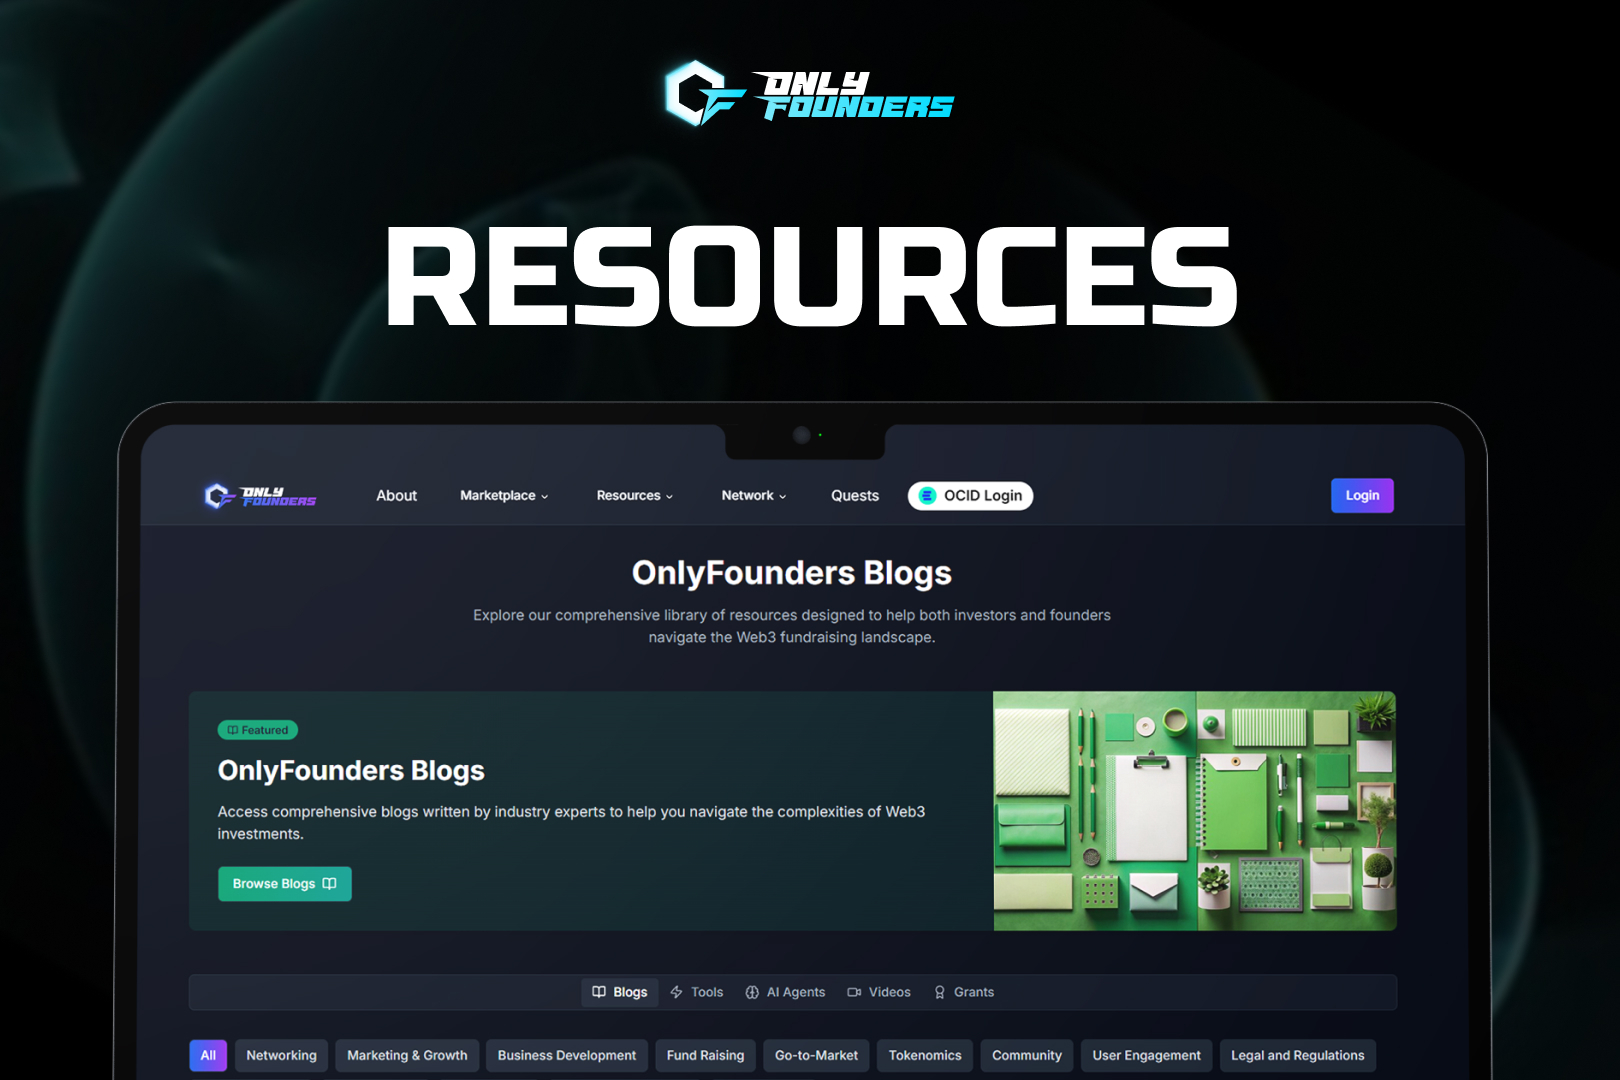 ONLY
FOUNDERS
RESOURCES
ONLY
FOUNDERS
About
Marketplace
Resources
Network
Quests
OCID Login
Login
OnlyFounders Blogs
Explore our comprehensive library of resources designed to help both investors and founders
navigate the Web3 fundraising landscape.
Featured
OnlyFounders Blogs
Access comprehensive blogs written by industry experts to help you navigate the complexities of Web3
investments.
Browse Blogs
Blogs
Tools
AI Agents
Videos
Grants
All
Networking
Marketing & Growth
Business Development
Fund Raising
Go-to-Market
Tokenomics
Community
User Engagement
Legal and Regulations